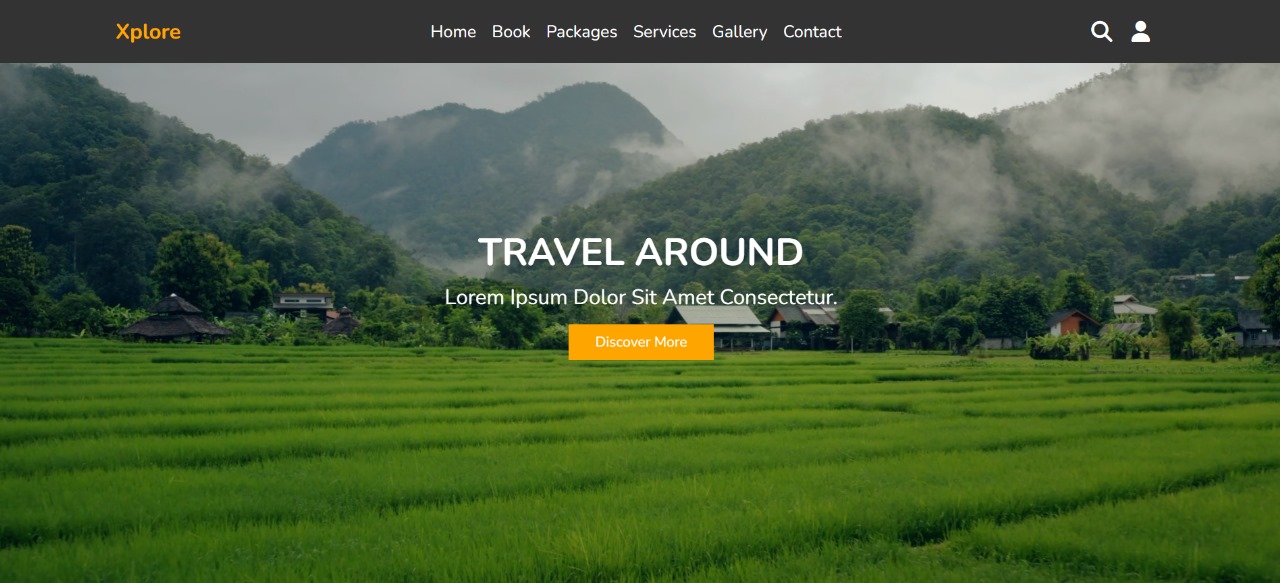 Xplore
Home Book Packages Services Gallery Contact
TRAVEL AROUND
Lorem Ipsum Dolor Sit Amet Consectetur.
Discover More